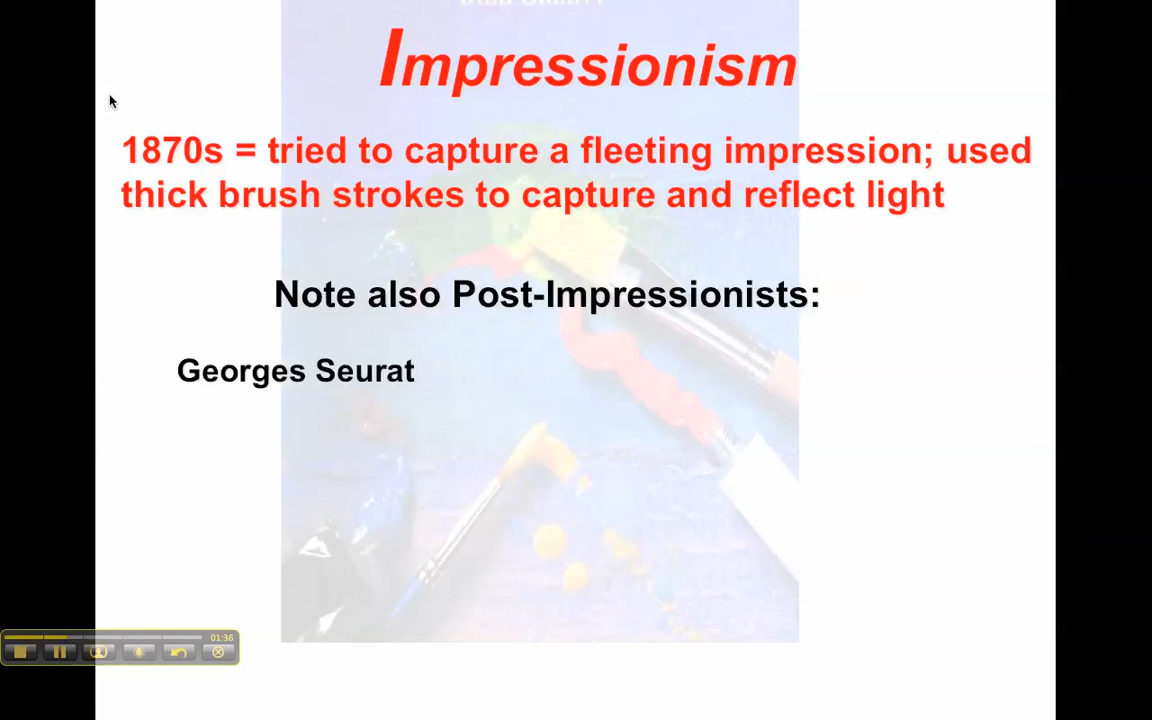 Impressionism
1870s = tried to capture a fleeting impression; used
thick brush strokes to capture and reflect light
Note also Post-Impressionists:
Georges Seurat
01:36